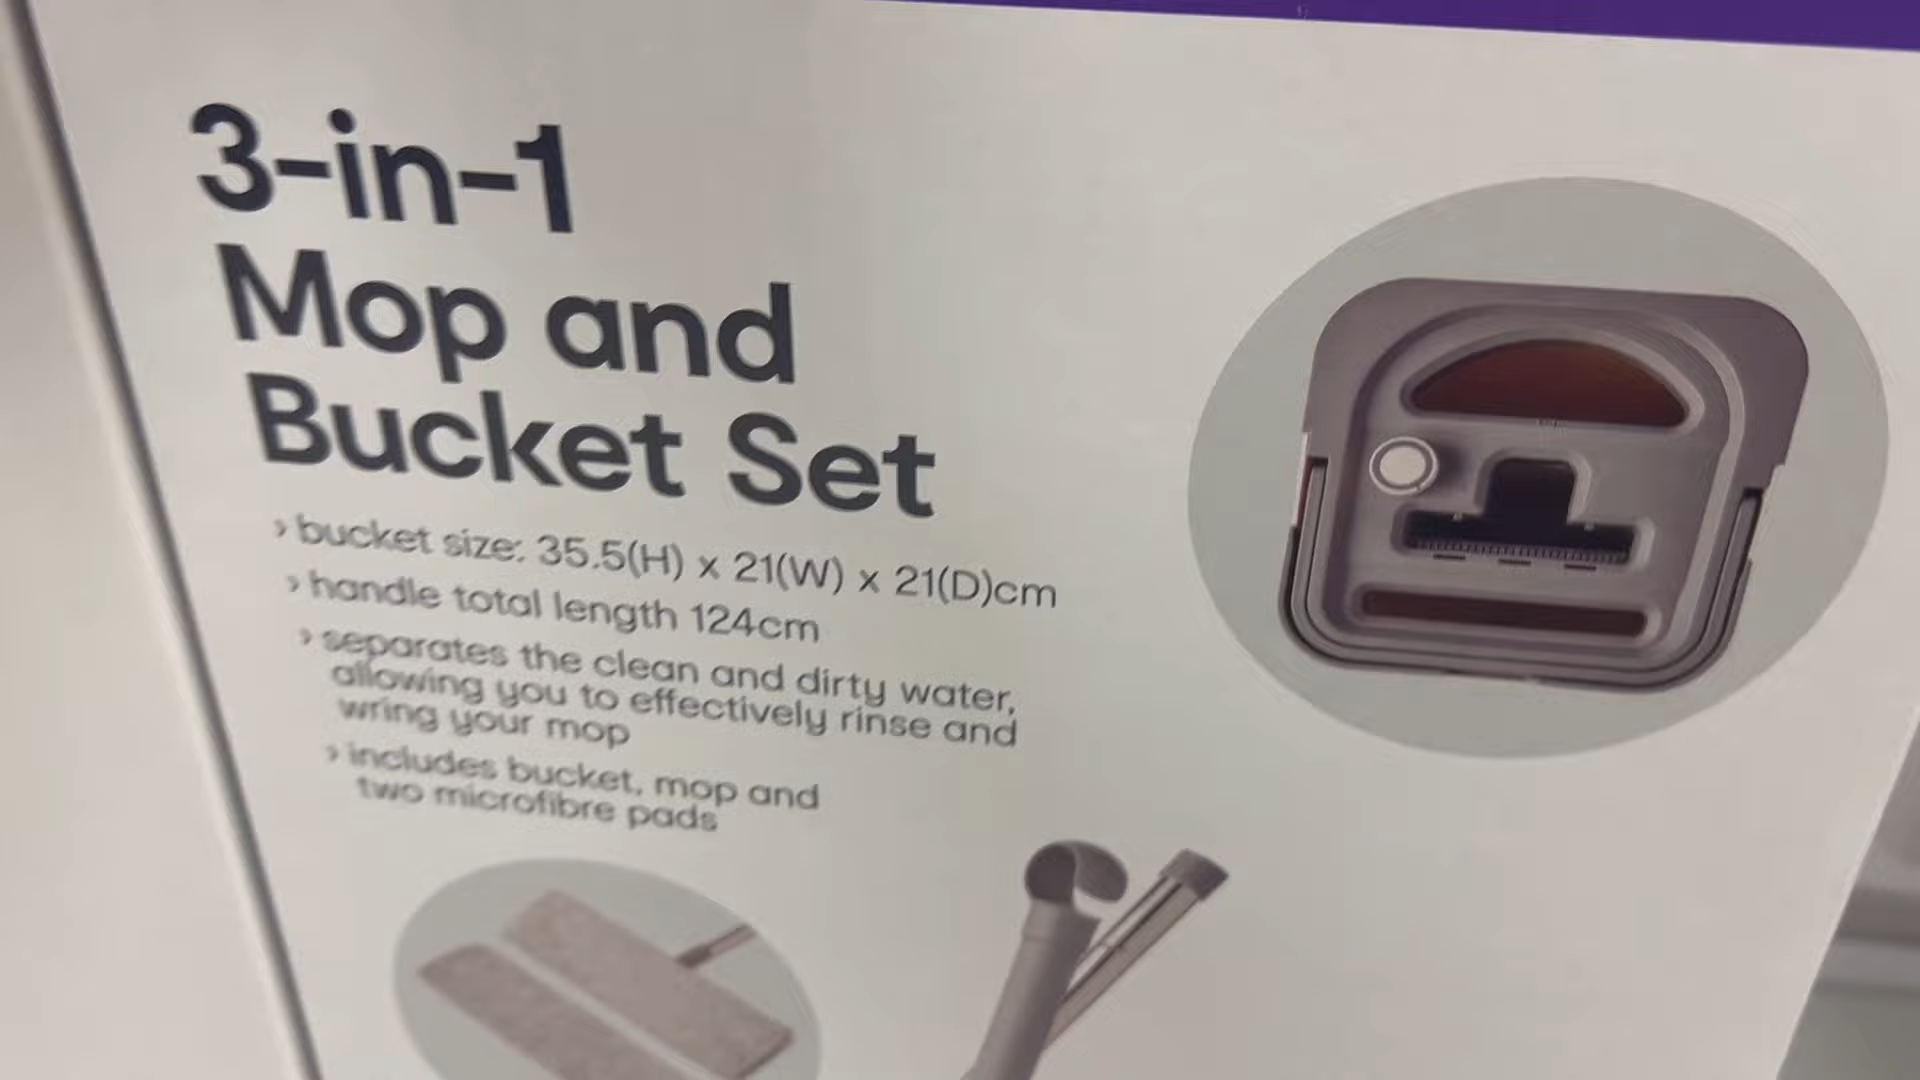 3-in-1
Mop and
Bucket Set
› bucket size: 35.5(H) x 21(W) x 21(D)cm
› handle total length 124cm
› separates the clean and dirty water,
allowing you to effectively rinse and
wring your mop
› includes bucket, mop and
two microfibre pads